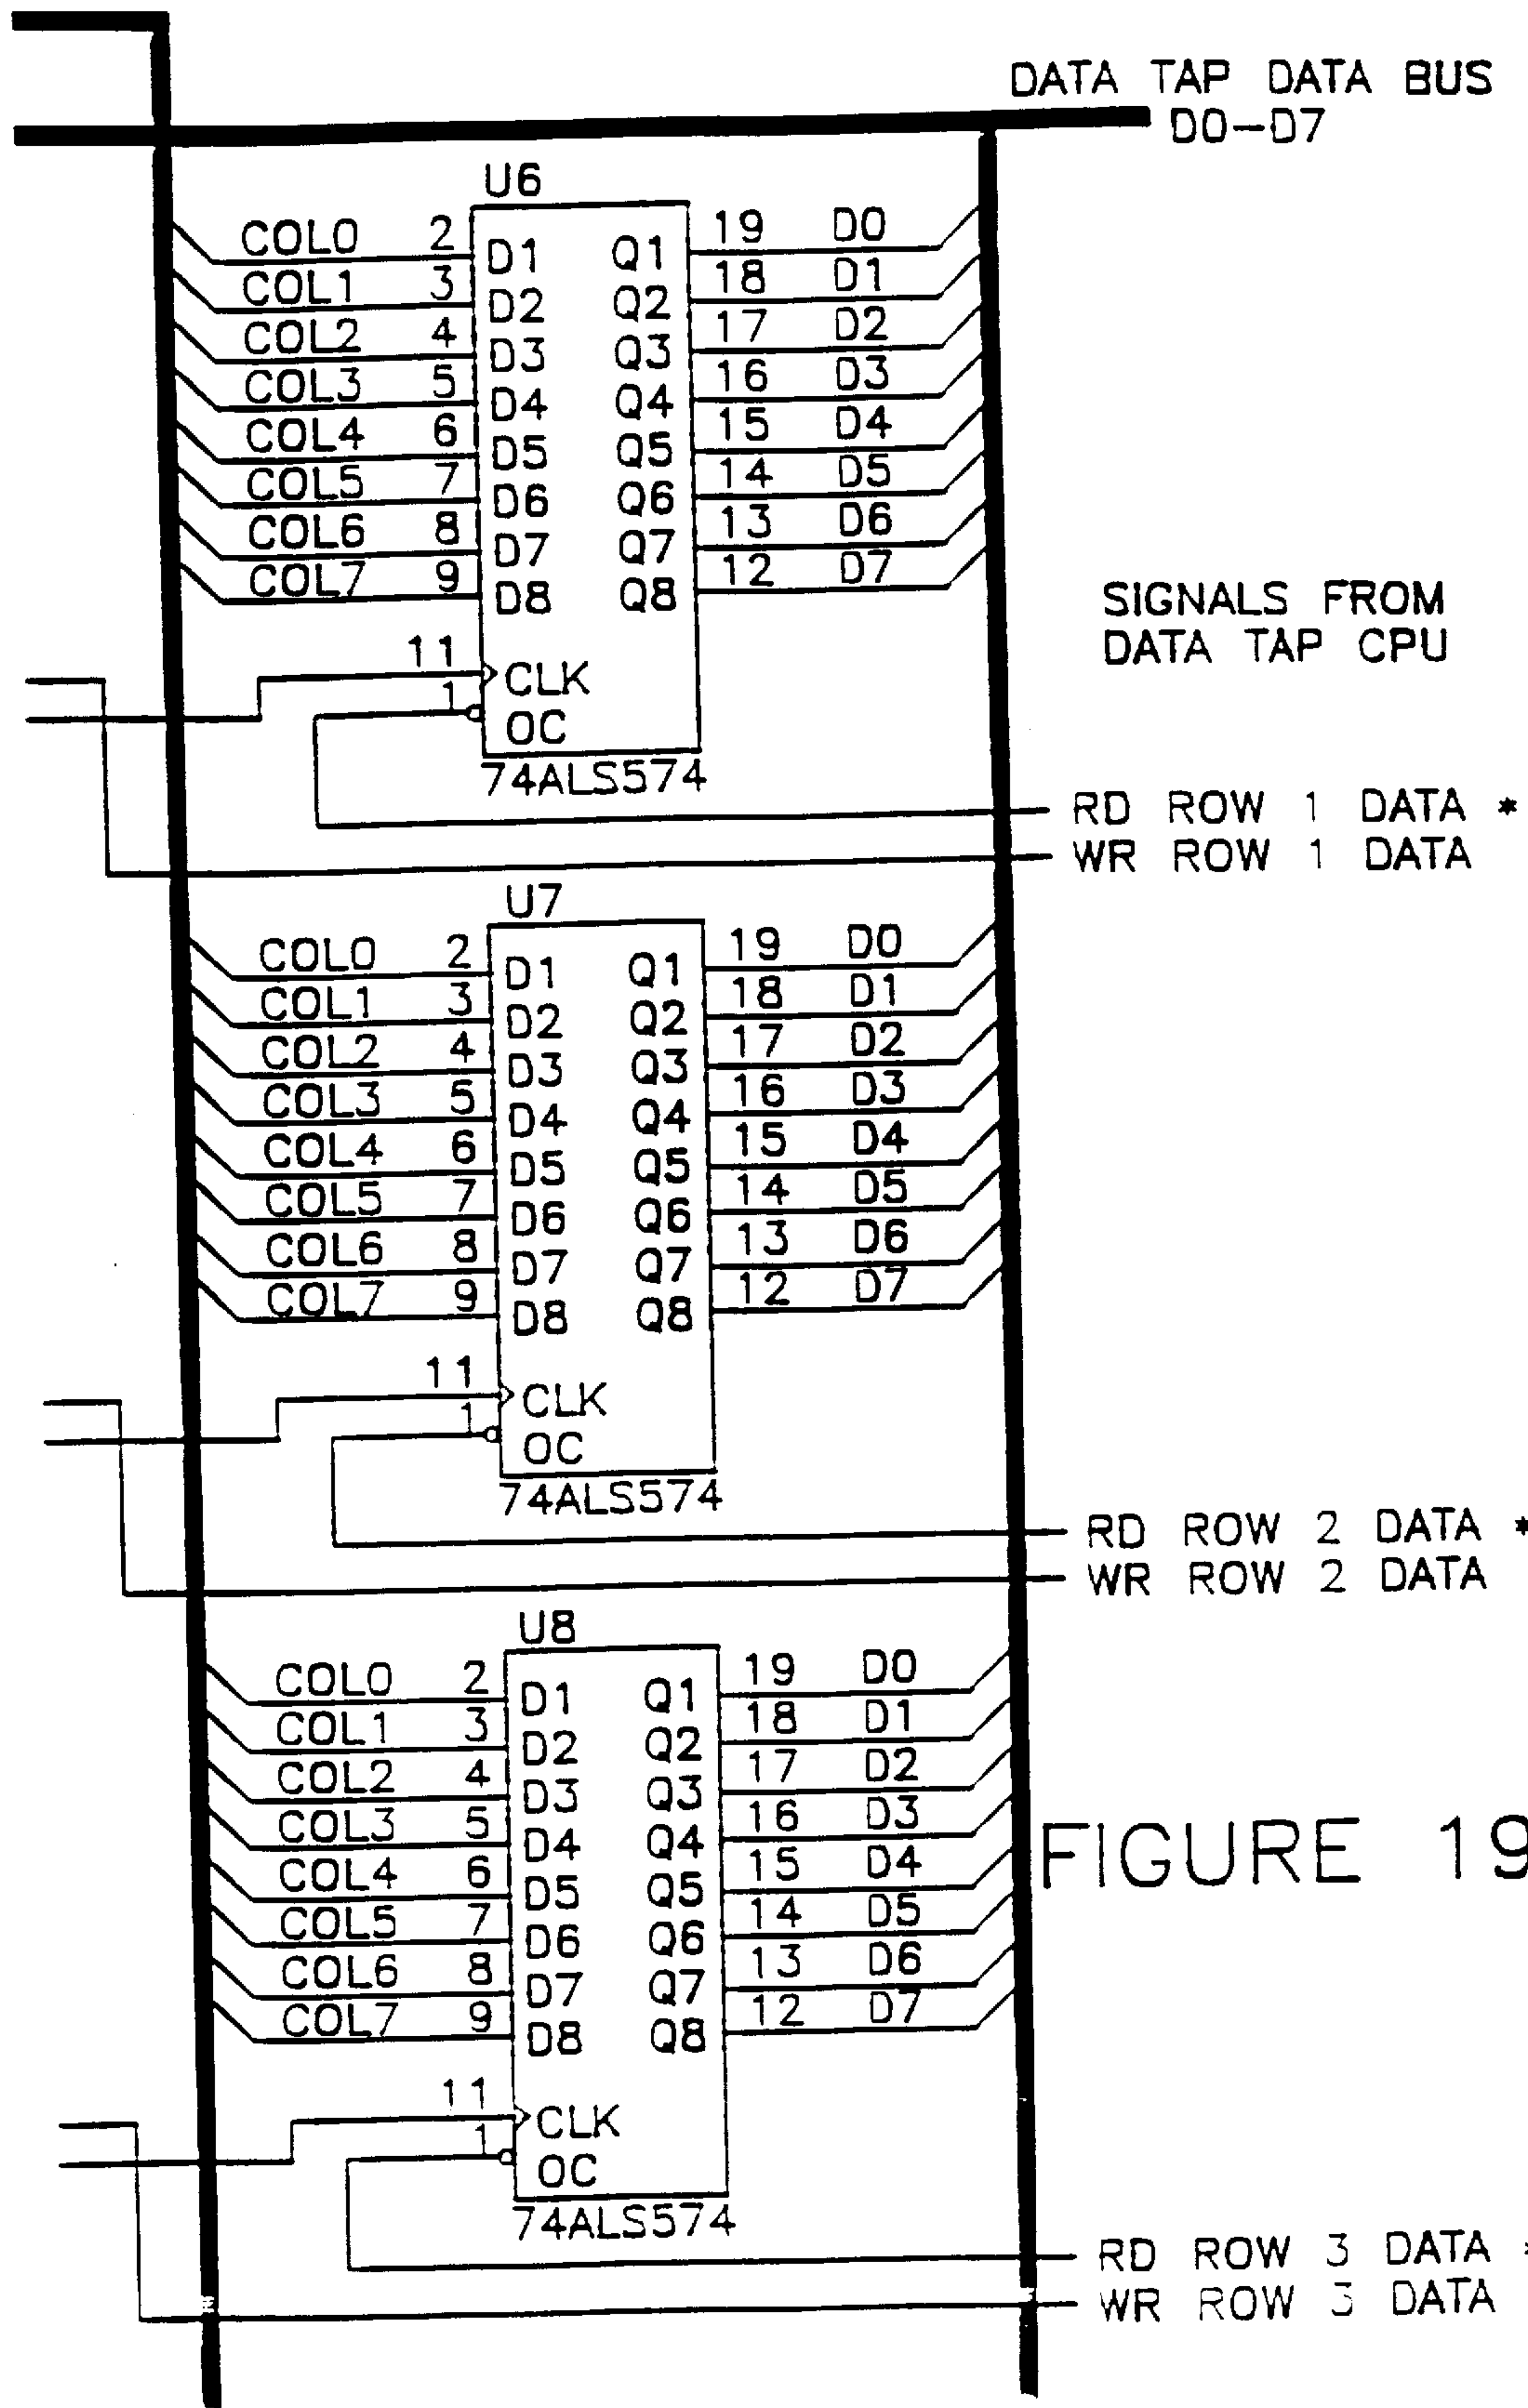 DATA TAP DATA BUS
D0-D7
U6
COL0 2 D1 Q1 19 D0
COL1 3 D2 Q2 18 D1
COL2 4 D3 Q3 17 D2
COL3 5 D4 Q4 16 D3
COL4 6 D5 Q5 15 D4
COL5 7 D6 Q6 14 D5
COL6 8 D7 Q7 13 D6
COL7 9 D8 Q8 12 D7
SIGNALS FROM
DATA TAP CPU
11 CLK
1 OC
74ALS574
RD ROW 1 DATA *
WR ROW 1 DATA
U7
COL0 2 D1 Q1 19 D0
COL1 3 D2 Q2 18 D1
COL2 4 D3 Q3 17 D2
COL3 5 D4 Q4 16 D3
COL4 6 D5 Q5 15 D4
COL5 7 D6 Q6 14 D5
COL6 8 D7 Q7 13 D6
COL7 9 D8 Q8 12 D7
11 CLK
1 OC
74ALS574
RD ROW 2 DATA *
WR ROW 2 DATA
U8
COL0 2 D1 Q1 19 D0
COL1 3 D2 Q2 18 D1
COL2 4 D3 Q3 17 D2
COL3 5 D4 Q4 16 D3
COL4 6 D5 Q5 15 D4
COL5 7 D6 Q6 14 D5
COL6 8 D7 Q7 13 D6
COL7 9 D8 Q8 12 D7
FIGURE 19
11 CLK
1 OC
74ALS574
RD ROW 3 DATA *
WR ROW 3 DATA